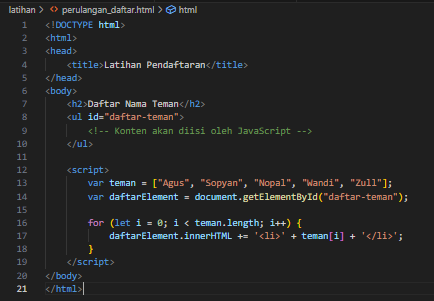 latihan > <> perulangan_daftar.html > html
1 <!DOCTYPE html>
2 <html>
3 <head>
4     <title>Latihan Pendaftaran</title>
5 </head>
6 <body>
7     <h2>Daftar Nama Teman</h2>
8     <ul id="daftar-teman">
9         <!-- Konten akan diisi oleh JavaScript -->
10     </ul>
11
12     <script>
13         var teman = ["Agus", "Sopyan", "Nopal", "Wandi", "Zull"];
14         var daftarElement = document.getElementById("daftar-teman");
15
16         for (let i = 0; i < teman.length; i++) {
17             daftarElement.innerHTML += '<li>' + teman[i] + '</li>';
18         }
19     </script>
20 </body>
21 </html>